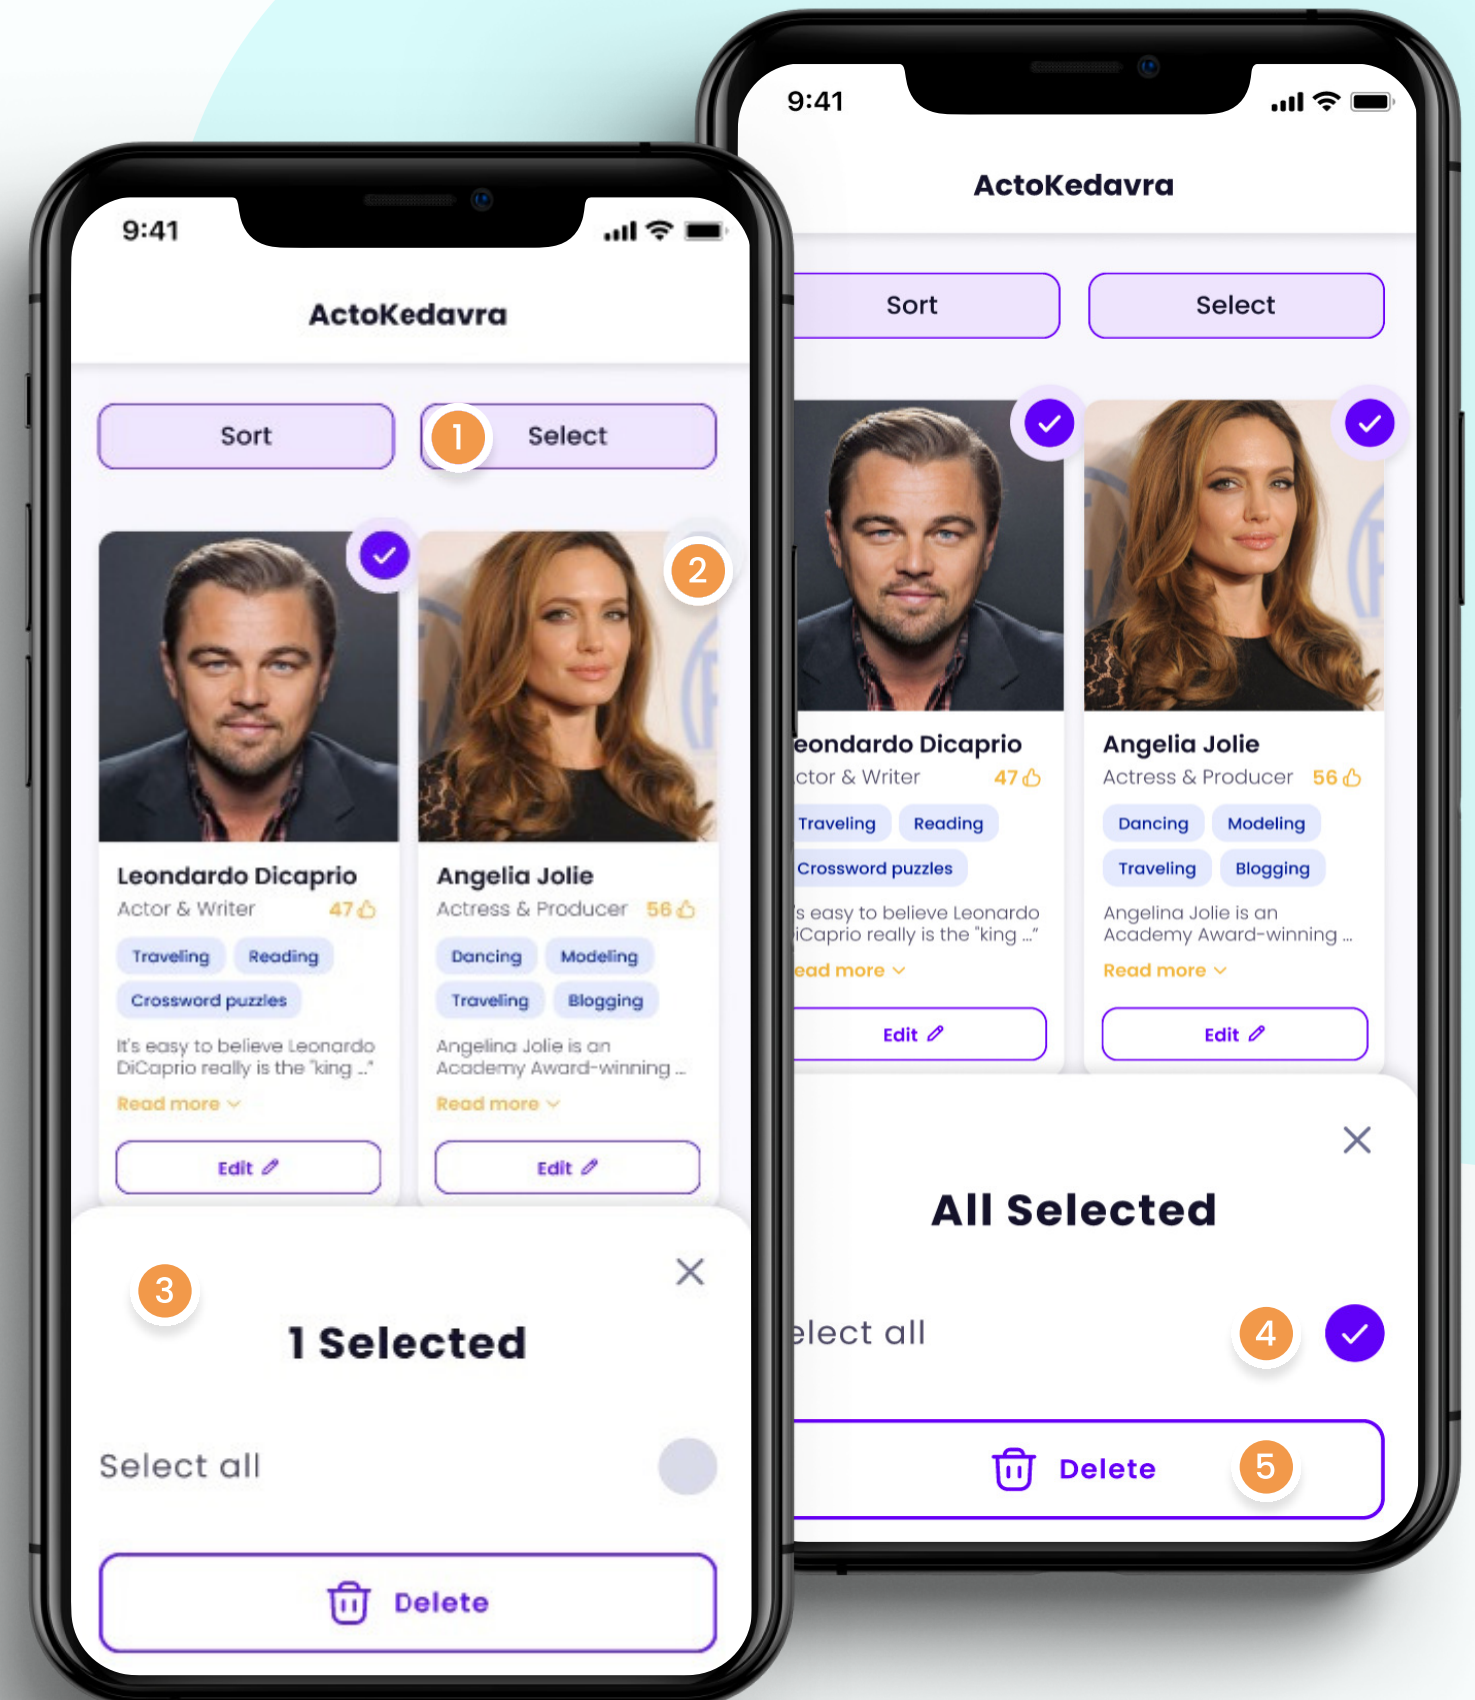 9:41
ActoKedavra
Sort
1
Select
2
Leondardo Dicaprio
Actor & Writer
47
Traveling
Reading
Crossword puzzles
It's easy to believe Leonardo
DiCaprio really is the "king ..."
Read more
Edit
Angelia Jolie
Actress & Producer
56
Dancing
Modeling
Traveling
Blogging
Angelina Jolie is an
Academy Award-winning ...
Read more
Edit
3
1 Selected
Select all
Delete
9:41
ActoKedavra
Sort
Select
eondardo Dicaprio
ctor & Writer
47
Traveling
Reading
Crossword puzzles
's easy to believe Leonardo
iCaprio really is the "king ..."
ead more
Edit
Angelia Jolie
Actress & Producer
56
Dancing
Modeling
Traveling
Blogging
Angelina Jolie is an
Academy Award-winning ...
Read more
Edit
All Selected
elect all
4
Delete
5